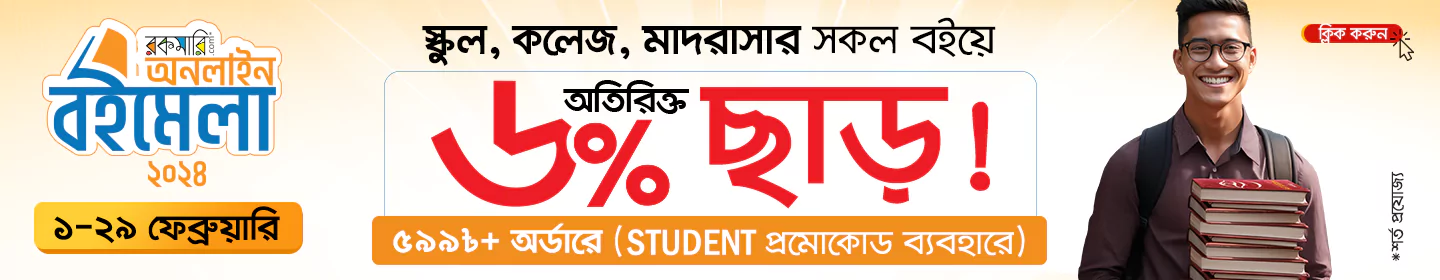 রকমারি.com
অনলাইন
বইমেলা
২০২৪
১-২৯ ফেব্রুয়ারি
স্কুল, কলেজ, মাদরাসার সকল বইয়ে
অতিরিক্ত
৬% ছাড় !
৫৯৯৳+ অর্ডারে (STUDENT প্রমোকোড ব্যবহারে)
ক্লিক করুন
*শর্ত প্রযোজ্য